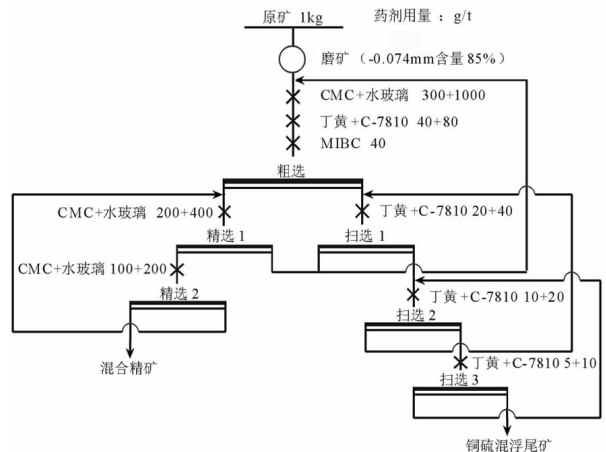 原矿 1kg 药剂用量 ：g/t
磨矿（-0.074mm含量85%）
CMC+水玻璃 300+1000
丁黄+C-7810 40+80
MIBC 40
粗选
CMC+水玻璃 200+400
丁黄+C-7810 20+40
精选1
扫选 1
CMC+水玻璃100+200
精选2
丁黄+C-7810 10+20
扫选 2
混合精矿
丁黄+C-7810 5+10
扫选 3
铜硫混浮尾矿